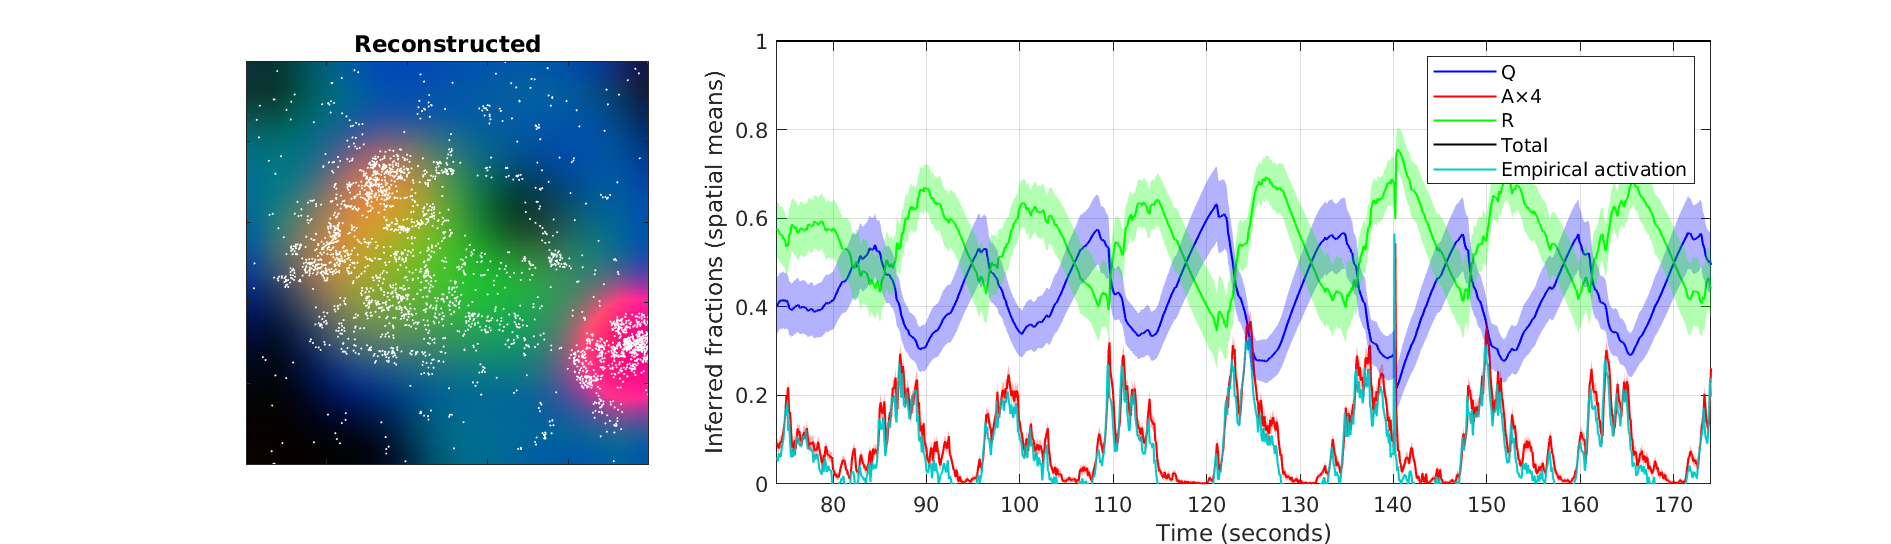 Reconstructed
Inferred fractions (spatial means)
1
0.8
0.6
0.4
0.2
0
Q
A×4
R
Total
Empirical activation
80 90 100 110 120 130 140 150 160 170
Time (seconds)